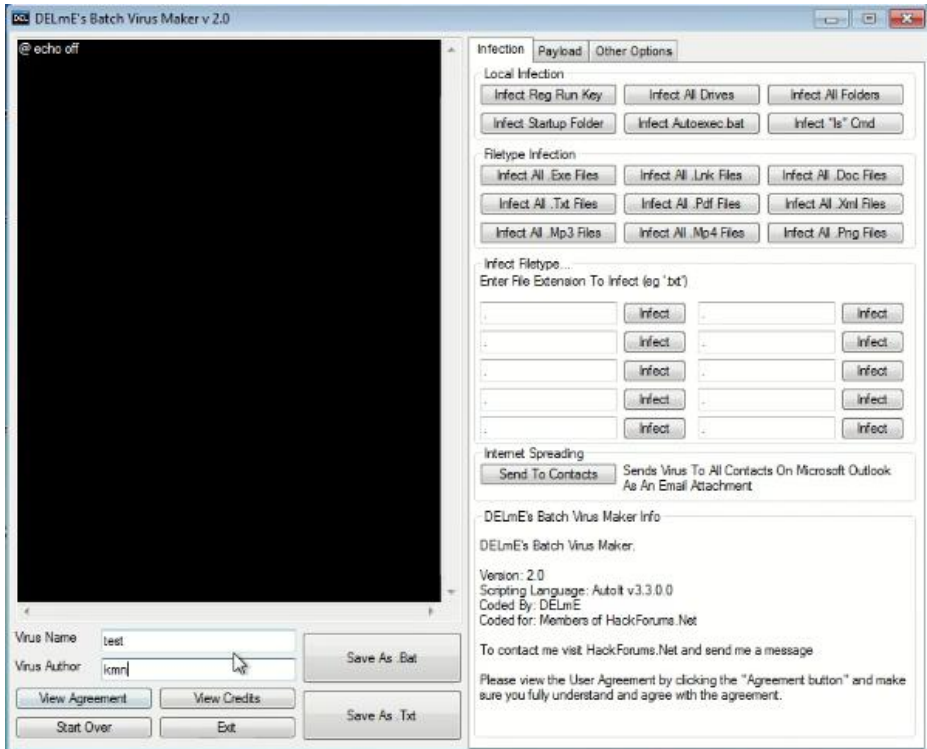 DELmE's Batch Virus Maker v 2.0
@ echo off
Infection Payload Other Options
Local Infection
Infect Reg Run Key Infect All Drives Infect All Folders
Infect Startup Folder Infect Autoexec.bat Infect "ls" Cmd
Filetype Infection
Infect All .Exe Files Infect All .Lnk Files Infect All .Doc Files
Infect All .Txt Files Infect All .Pdf Files Infect All .Xml Files
Infect All .Mp3 Files Infect All .Mp4 Files Infect All .Png Files
Infect Filetype...
Enter File Extension To Infect (eg '.txt')
. Infect . Infect
. Infect . Infect
. Infect . Infect
. Infect . Infect
. Infect . Infect
Internet Spreading
Send To Contacts Sends Virus To All Contacts On Microsoft Outlook
As An Email Attachment
DELmE's Batch Virus Maker Info
DELmE's Batch Virus Maker.
Version: 2.0
Scripting Language: AutoIt v3.3.0.0
Coded By: DELmE
Coded for: Members of HackForums.Net
To contact me visit HackForums.Net and send me a message
Please view the User Agreement by clicking the "Agreement button" and make
sure you fully understand and agree with the agreement.
Virus Name test
Virus Author kmn
Save As .Bat
View Agreement View Credits
Start Over Exit
Save As .Txt